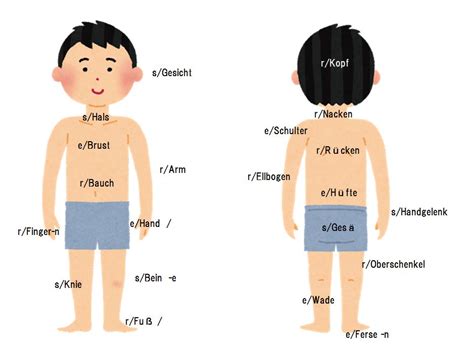 s/Gesicht
s/Hals
e/Brust
r/Arm
r/Bauch
e/Hand /
r/Finger-n
s/Knie
s/Bein -e
r/Fuß /
r/Kopf
r/Nacken
e/Schulter
r/Rücken
r/Ellbogen
e/Hüfte
s/Handgelenk
s/Gesä
r/Oberschenkel
e/Wade
e/Ferse -n